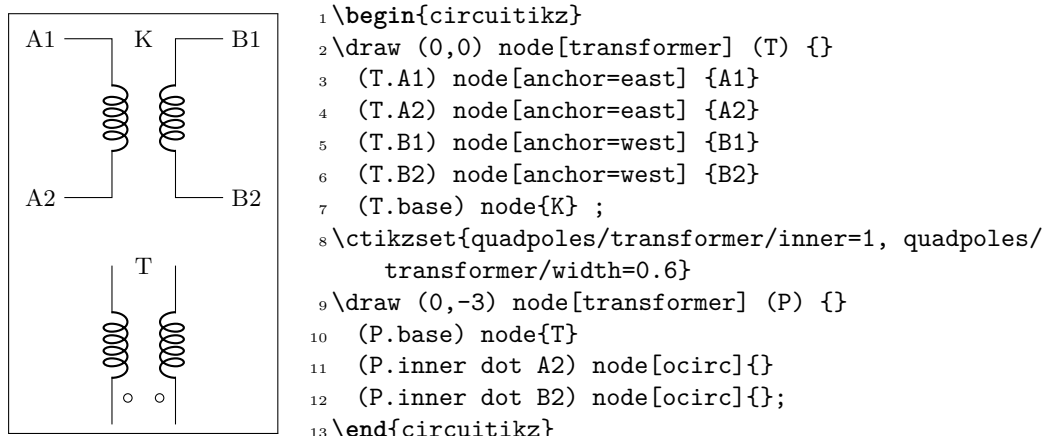 A1 K B1
A2 B2
T
1 \begin{circuitikz}
2 \draw (0,0) node[transformer] (T) {}
3 (T.A1) node[anchor=east] {A1}
4 (T.A2) node[anchor=east] {A2}
5 (T.B1) node[anchor=west] {B1}
6 (T.B2) node[anchor=west] {B2}
7 (T.base) node{K} ;
8 \ctikzset{quadpoles/transformer/inner=1, quadpoles/
transformer/width=0.6}
9 \draw (0,-3) node[transformer] (P) {}
10 (P.base) node{T}
11 (P.inner dot A2) node[ocirc]{}
12 (P.inner dot B2) node[ocirc]{};
13 \end{circuitikz}